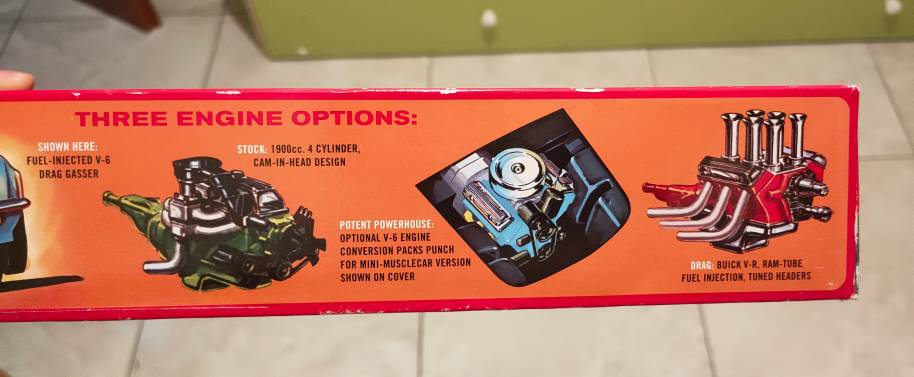 THREE ENGINE OPTIONS:
SHOWN HERE:
FUEL-INJECTED V-6
DRAG GASSER
STOCK: 1900cc. 4 CYLINDER,
CAM-IN-HEAD DESIGN
POTENT POWERHOUSE:
OPTIONAL V-6 ENGINE
CONVERSION PACKS PUNCH
FOR MINI-MUSCLECAR VERSION
SHOWN ON COVER
DRAG: BUICK V-R, RAM-TUBE
FUEL INJECTION, TUNED HEADERS